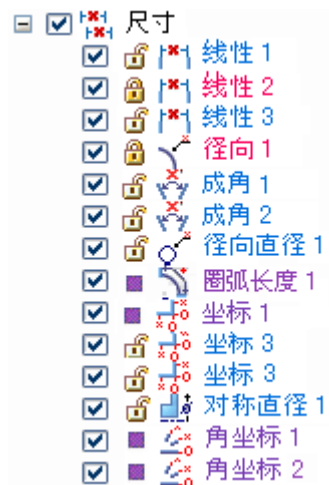 尺寸
线性 1
线性 2
线性 3
径向 1
成角 1
成角 2
径向直径 1
圈弧长度 1
坐标 1
坐标 3
坐标 3
对称直径 1
角坐标 1
角坐标 2